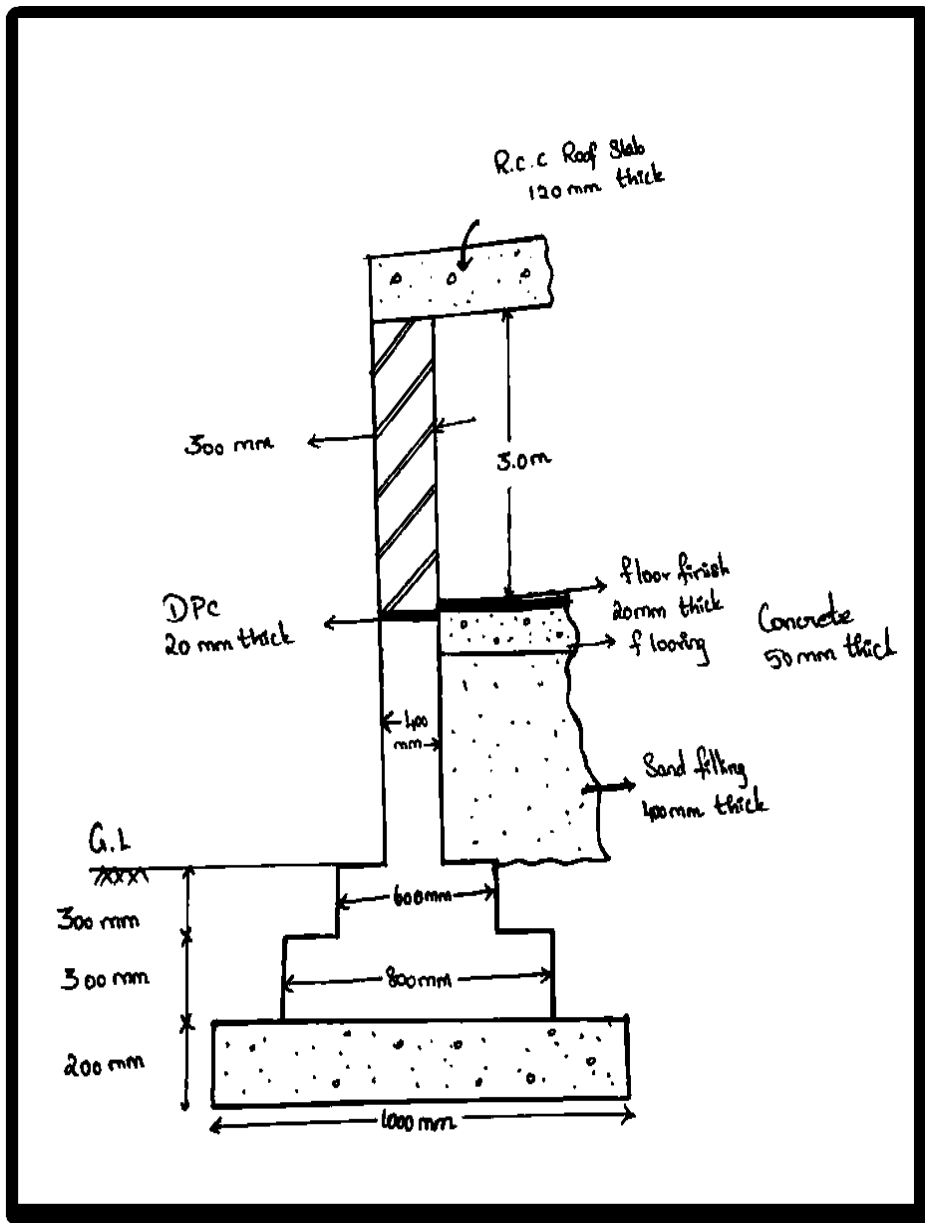 R.c.c Roof Slab
120 mm thick
300 mm
3.0m
floor finish
20mm thick
DPC
20 mm thick
flooring
Concrete
50 mm thick
400
mm
Sand filling
400mm thick
G.L
600mm
300 mm
300 mm
800mm
200 mm
1000 mm